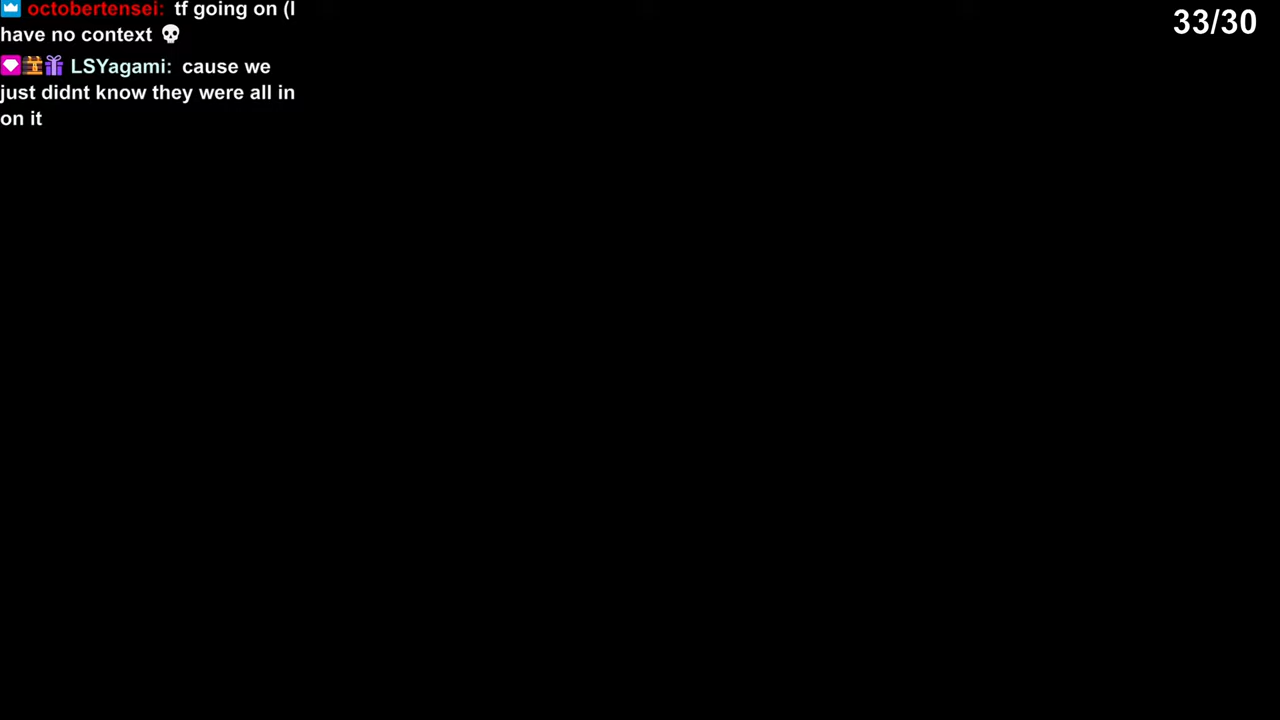 octobertensei: tf going on (I
have no context 💀
LSYagami: cause we
just didnt know they were all in
on it
33/30